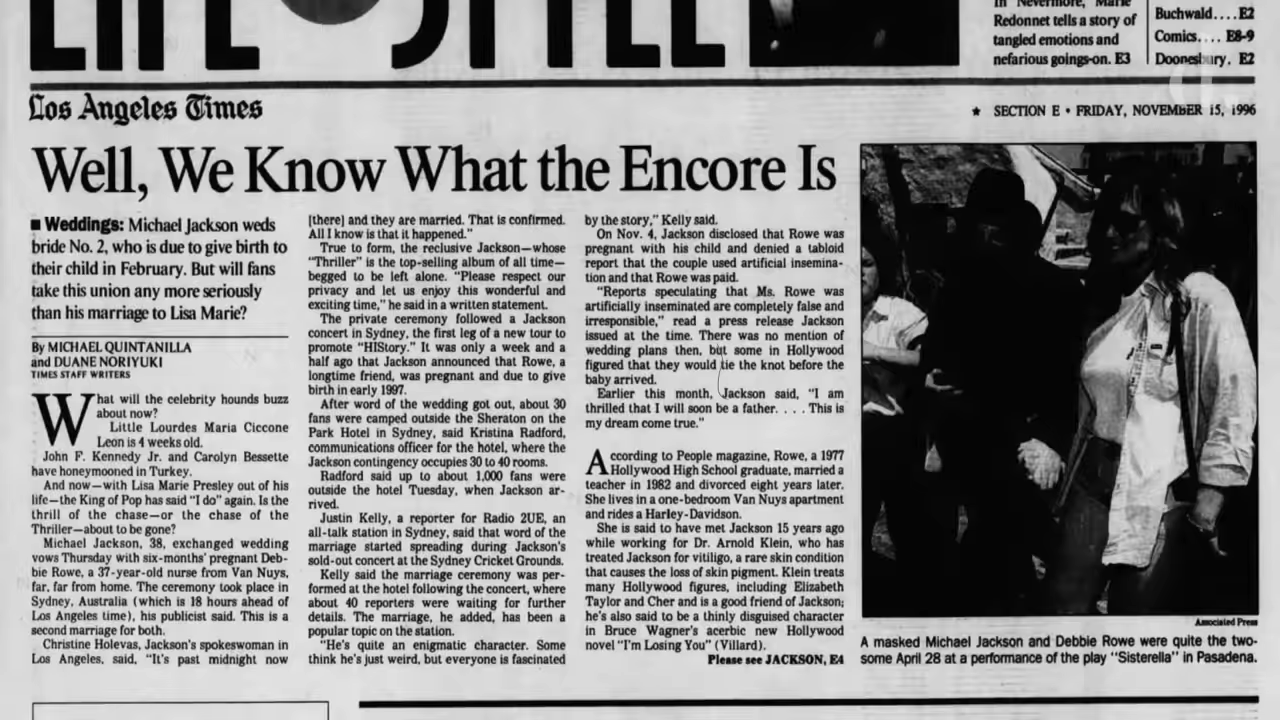 LIFE STYLE
In Nevermore, Marie
Redonnet tells a story of
tangled emotions and
nefarious goings-on. E3
Buchwald....E2
Comics.... E8-9
Doonesbury. E2
Los Angeles Times
★ SECTION E • FRIDAY, NOVEMBER 15, 1996
Well, We Know What the Encore Is
■ Weddings: Michael Jackson weds
bride No. 2, who is due to give birth to
their child in February. But will fans
take this union any more seriously
than his marriage to Lisa Marie?
By MICHAEL QUINTANILLA
and DUANE NORIYUKI
TIMES STAFF WRITERS
What will the celebrity hounds buzz
about now?
Little Lourdes Maria Ciccone
Leon is 4 weeks old.
John F. Kennedy Jr. and Carolyn Bessette
have honeymooned in Turkey.
And now—with Lisa Marie Presley out of his
life—the King of Pop has said "I do" again. Is the
thrill of the chase—or the chase of the
Thriller—about to be gone?
Michael Jackson, 38, exchanged wedding
vows Thursday with six-months' pregnant Deb-
bie Rowe, a 37-year-old nurse from Van Nuys,
far, far from home. The ceremony took place in
Sydney, Australia (which is 18 hours ahead of
Los Angeles time), his publicist said. This is a
second marriage for both.
Christine Holevas, Jackson's spokeswoman in
Los Angeles, said, "It's past midnight now
[there] and they are married. That is confirmed.
All I know is that it happened."
True to form, the reclusive Jackson—whose
"Thriller" is the top-selling album of all time—
begged to be left alone. "Please respect our
privacy and let us enjoy this wonderful and
exciting time," he said in a written statement.
The private ceremony followed a Jackson
concert in Sydney, the first leg of a new tour to
promote "HIStory." It was only a week and a
half ago that Jackson announced that Rowe, a
longtime friend, was pregnant and due to give
birth in early 1997.
After word of the wedding got out, about 30
fans were camped outside the Sheraton on the
Park Hotel in Sydney, said Kristina Radford,
communications officer for the hotel, where the
Jackson contingency occupies 30 to 40 rooms.
Radford said up to about 1,000 fans were
outside the hotel Tuesday, when Jackson ar-
rived.
Justin Kelly, a reporter for Radio 2UE, an
all-talk station in Sydney, said that word of the
marriage started spreading during Jackson's
sold-out concert at the Sydney Cricket Grounds.
Kelly said the marriage ceremony was per-
formed at the hotel following the concert, where
about 40 reporters were waiting for further
details. The marriage, he added, has been a
popular topic on the station.
"He's quite an enigmatic character. Some
think he's just weird, but everyone is fascinated
by the story," Kelly said.
On Nov. 4, Jackson disclosed that Rowe was
pregnant with his child and denied a tabloid
report that the couple used artificial insemina-
tion and that Rowe was paid.
"Reports speculating that Ms. Rowe was
artificially inseminated are completely false and
irresponsible," read a press release Jackson
issued at the time. There was no mention of
wedding plans then, but some in Hollywood
figured that they would tie the knot before the
baby arrived.
Earlier this month, Jackson said, "I am
thrilled that I will soon be a father. . . . This is
my dream come true."
According to People magazine, Rowe, a 1977
Hollywood High School graduate, married a
teacher in 1982 and divorced eight years later.
She lives in a one-bedroom Van Nuys apartment
and rides a Harley-Davidson.
She is said to have met Jackson 15 years ago
while working for Dr. Arnold Klein, who has
treated Jackson for vitiligo, a rare skin condition
that causes the loss of skin pigment. Klein treats
many Hollywood figures, including Elizabeth
Taylor and Cher and is a good friend of Jackson;
he's also said to be a thinly disguised character
in Bruce Wagner's acerbic new Hollywood
novel "I'm Losing You" (Villard).
Please see JACKSON, E4
Associated Press
A masked Michael Jackson and Debbie Rowe were quite the two-
some April 28 at a performance of the play "Sisterella" in Pasadena.